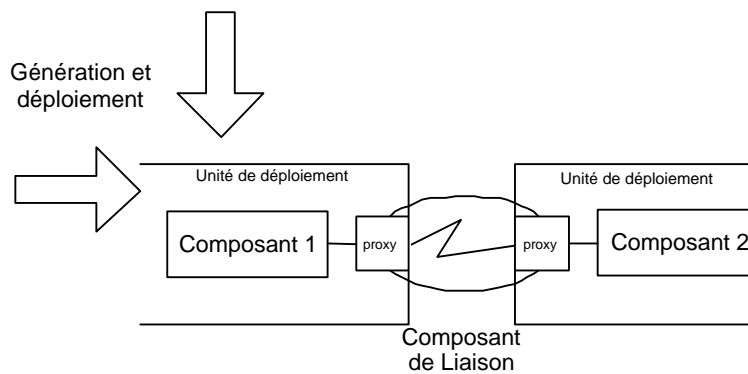 Génération et
déploiement
Unité de déploiement
Unité de déploiement
Composant 1
proxy
proxy
Composant 2
Composant
de Liaison